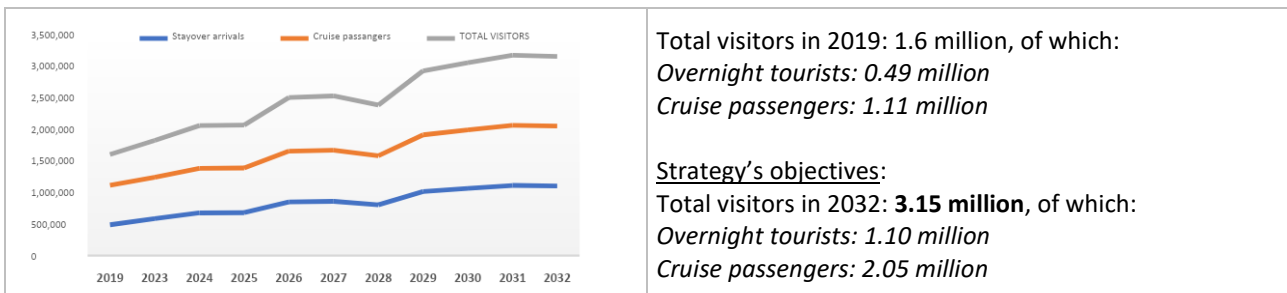 Stayover arrivals
Cruise passangers
TOTAL VISITORS
3,500,000
3,000,000
2,500,000
2,000,000
1,500,000
1,000,000
500,000
0
2019 2023 2024 2025 2026 2027 2028 2029 2030 2031 2032
Total visitors in 2019: 1.6 million, of which:
Overnight tourists: 0.49 million
Cruise passengers: 1.11 million
Strategy’s objectives:
Total visitors in 2032: 3.15 million, of which:
Overnight tourists: 1.10 million
Cruise passengers: 2.05 million